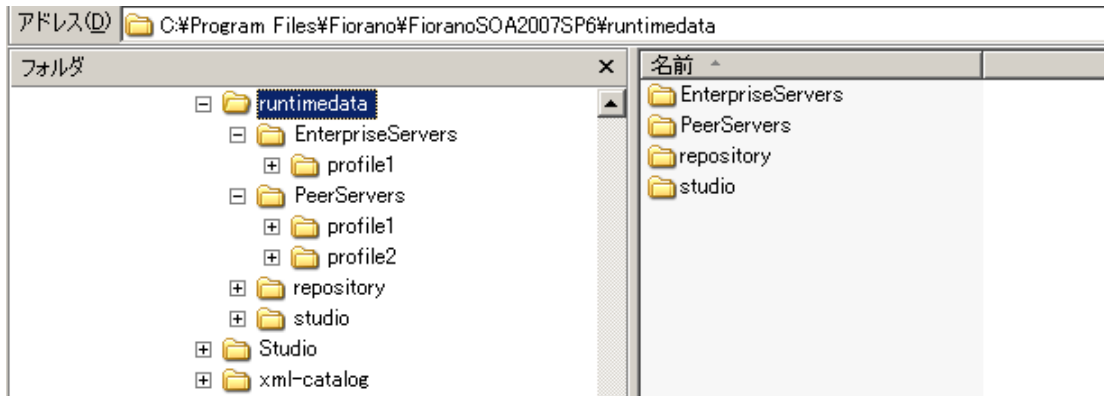 アドレス(D) C:¥Program Files¥Fiorano¥FioranoSOA2007SP6¥runtimedata
フォルダ ×
runtimedata
EnterpriseServers
profile1
PeerServers
profile1
profile2
repository
studio
Studio
xml-catalog
名前
EnterpriseServers
PeerServers
repository
studio